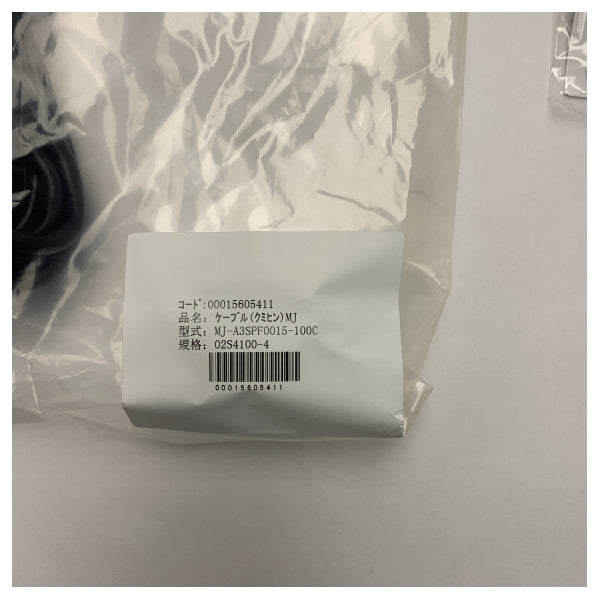 ｺｰﾄﾞ:00015605411
品名: ケーブル(クミヒン)MJ
型式: MJ-A3SPF0015-100C
規格: 02S4100-4
00015605411